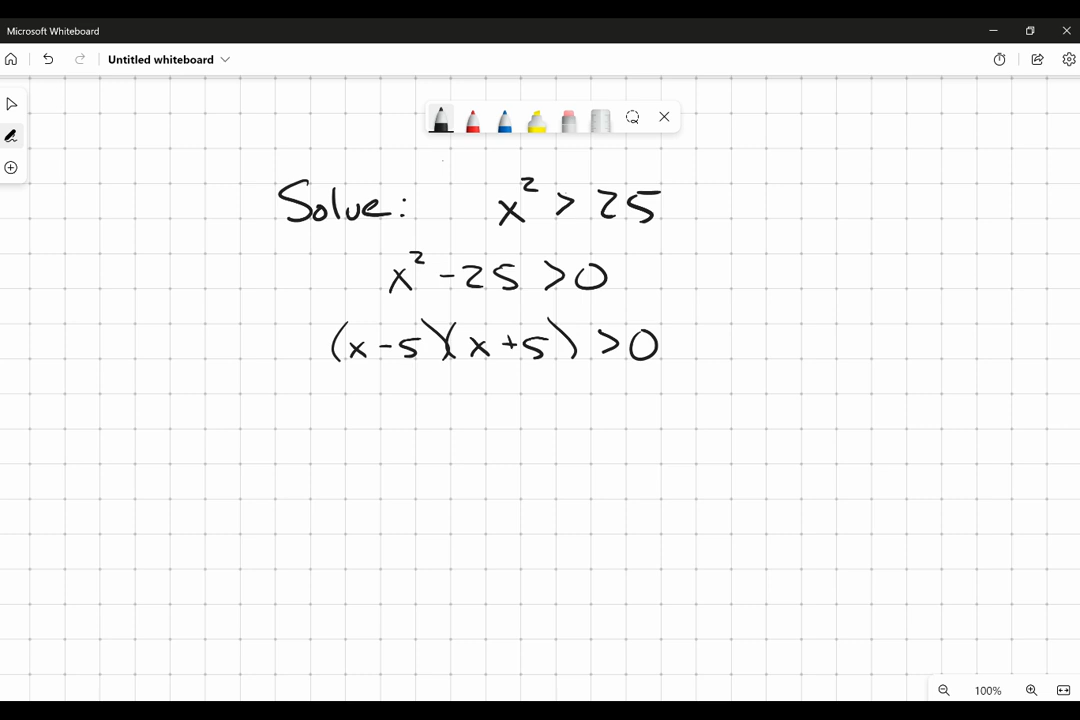 Microsoft Whiteboard
Untitled whiteboard
Solve: x² > 25
x² - 25 > 0
(x - 5)(x + 5) > 0
100%